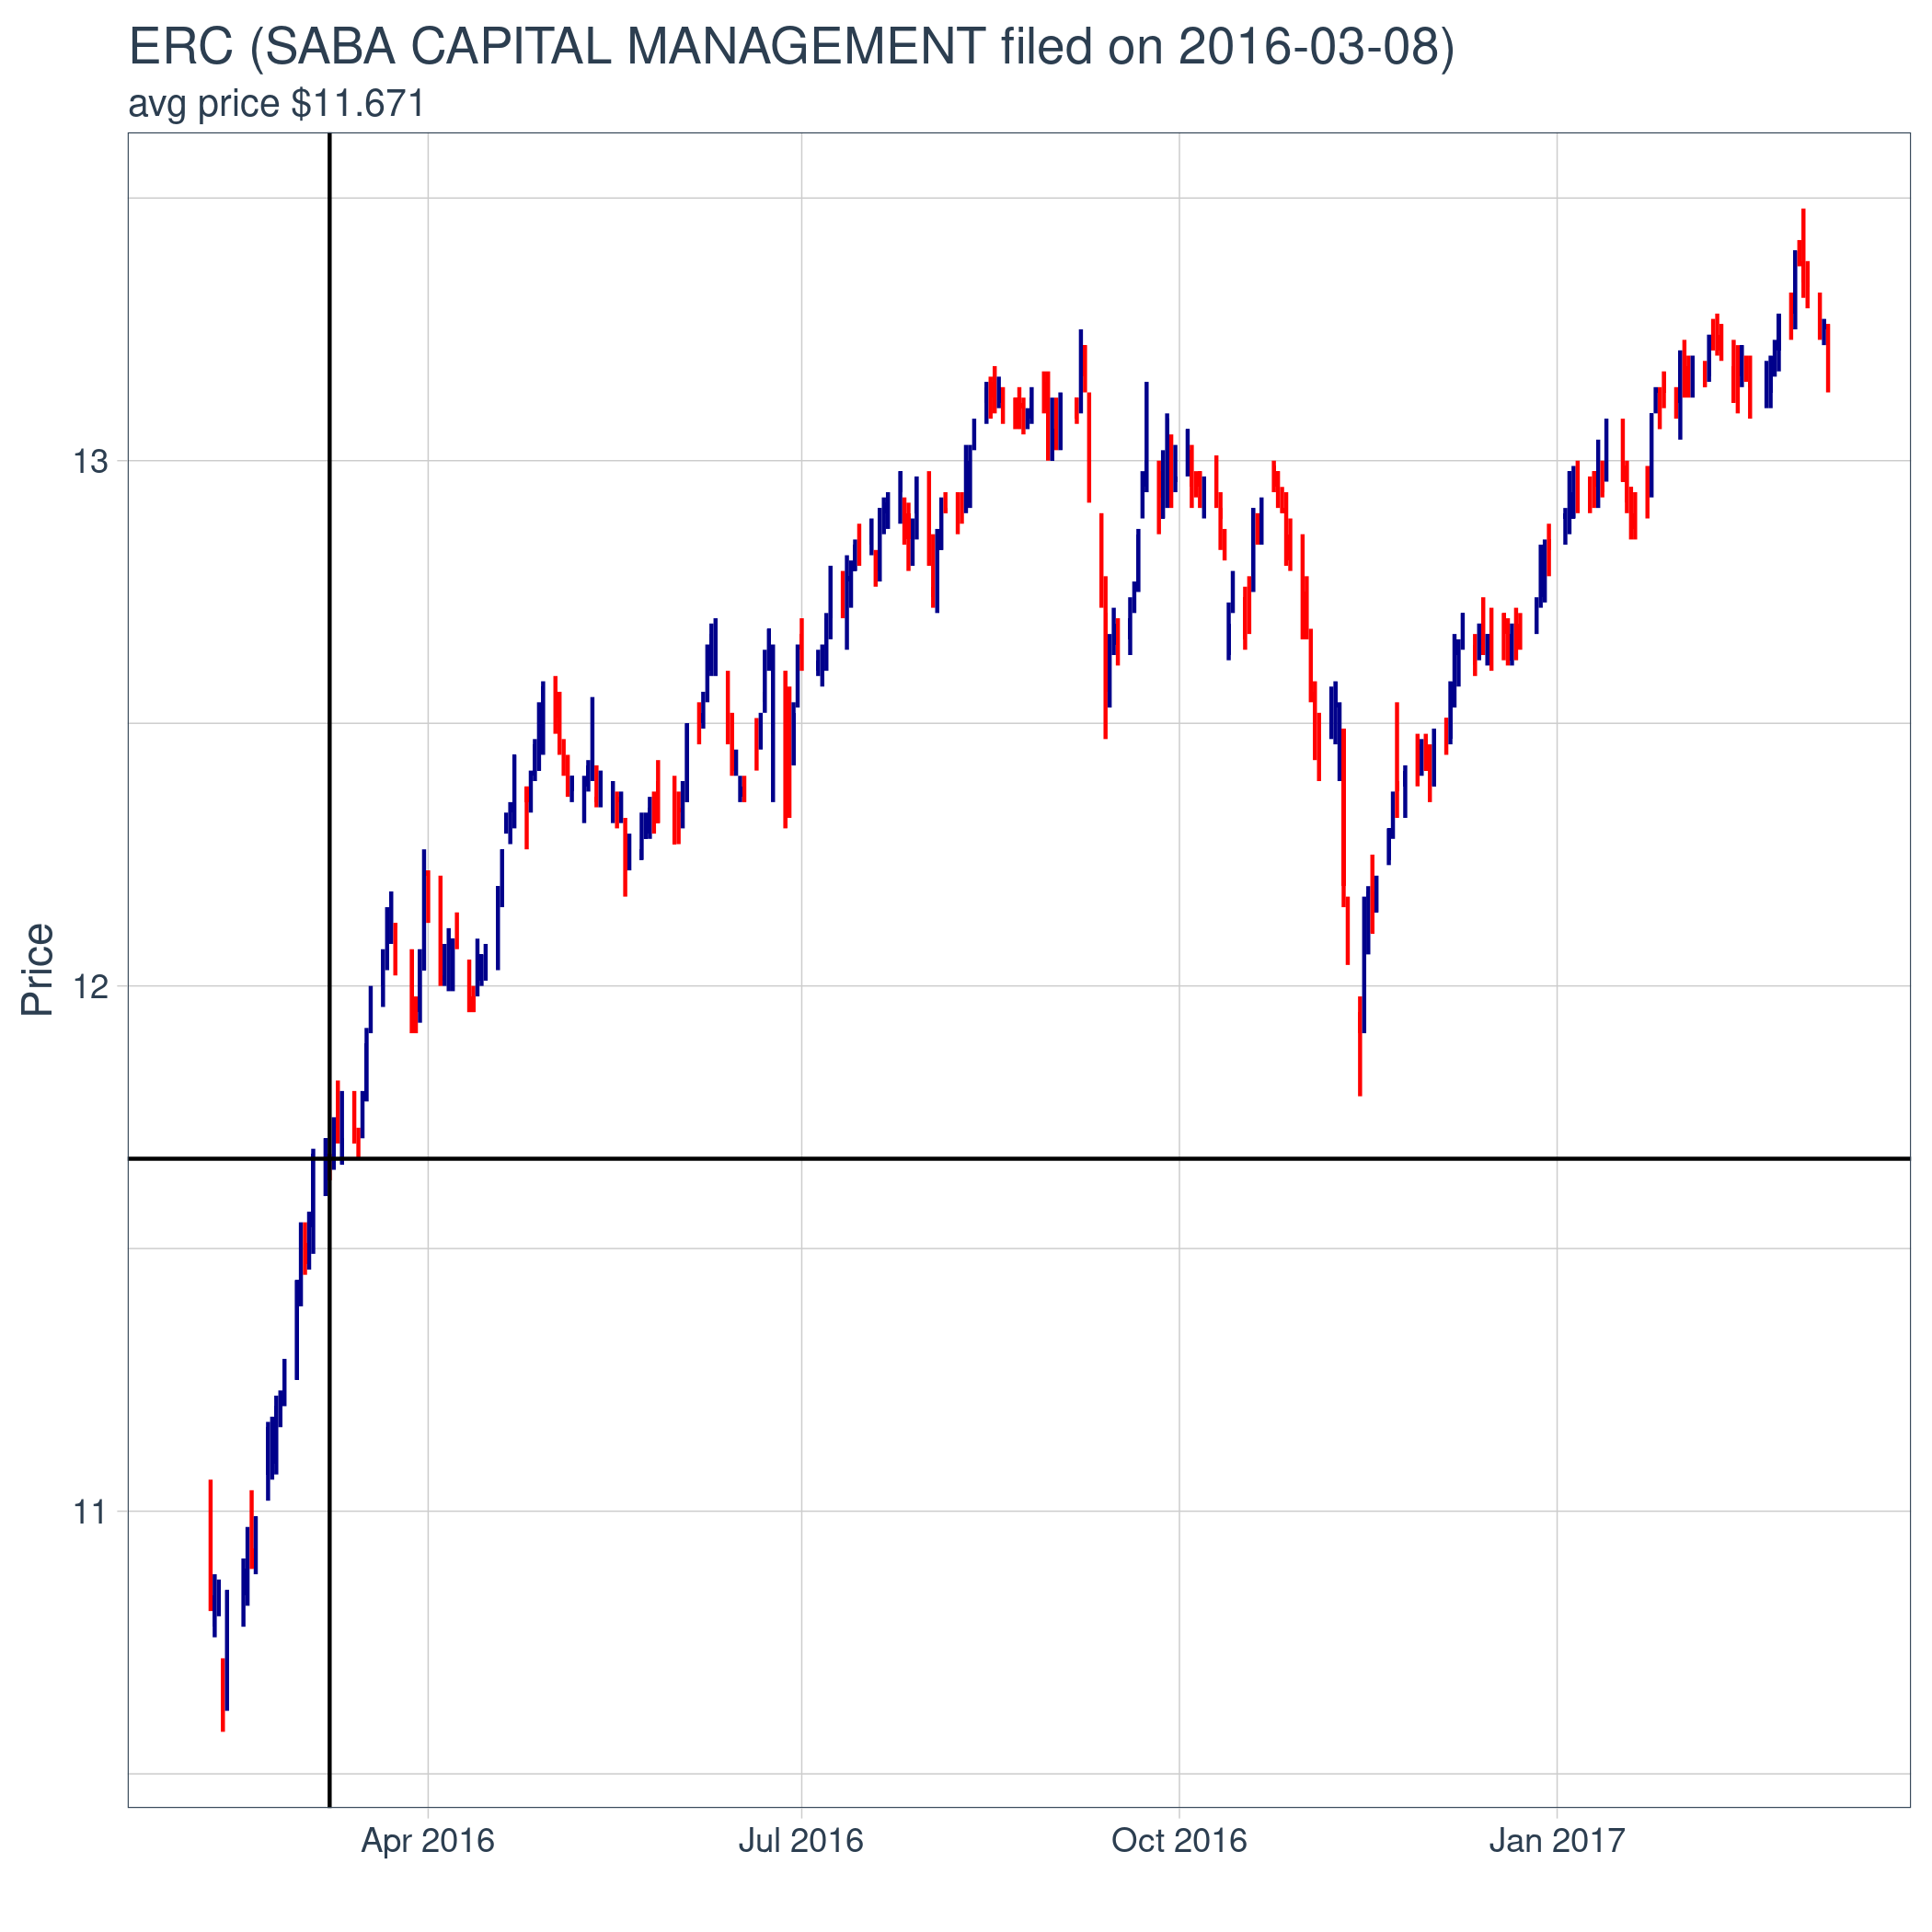 ERC (SABA CAPITAL MANAGEMENT filed on 2016-03-08)
avg price $11.671
Price
13
12
11
Apr 2016
Jul 2016
Oct 2016
Jan 2017